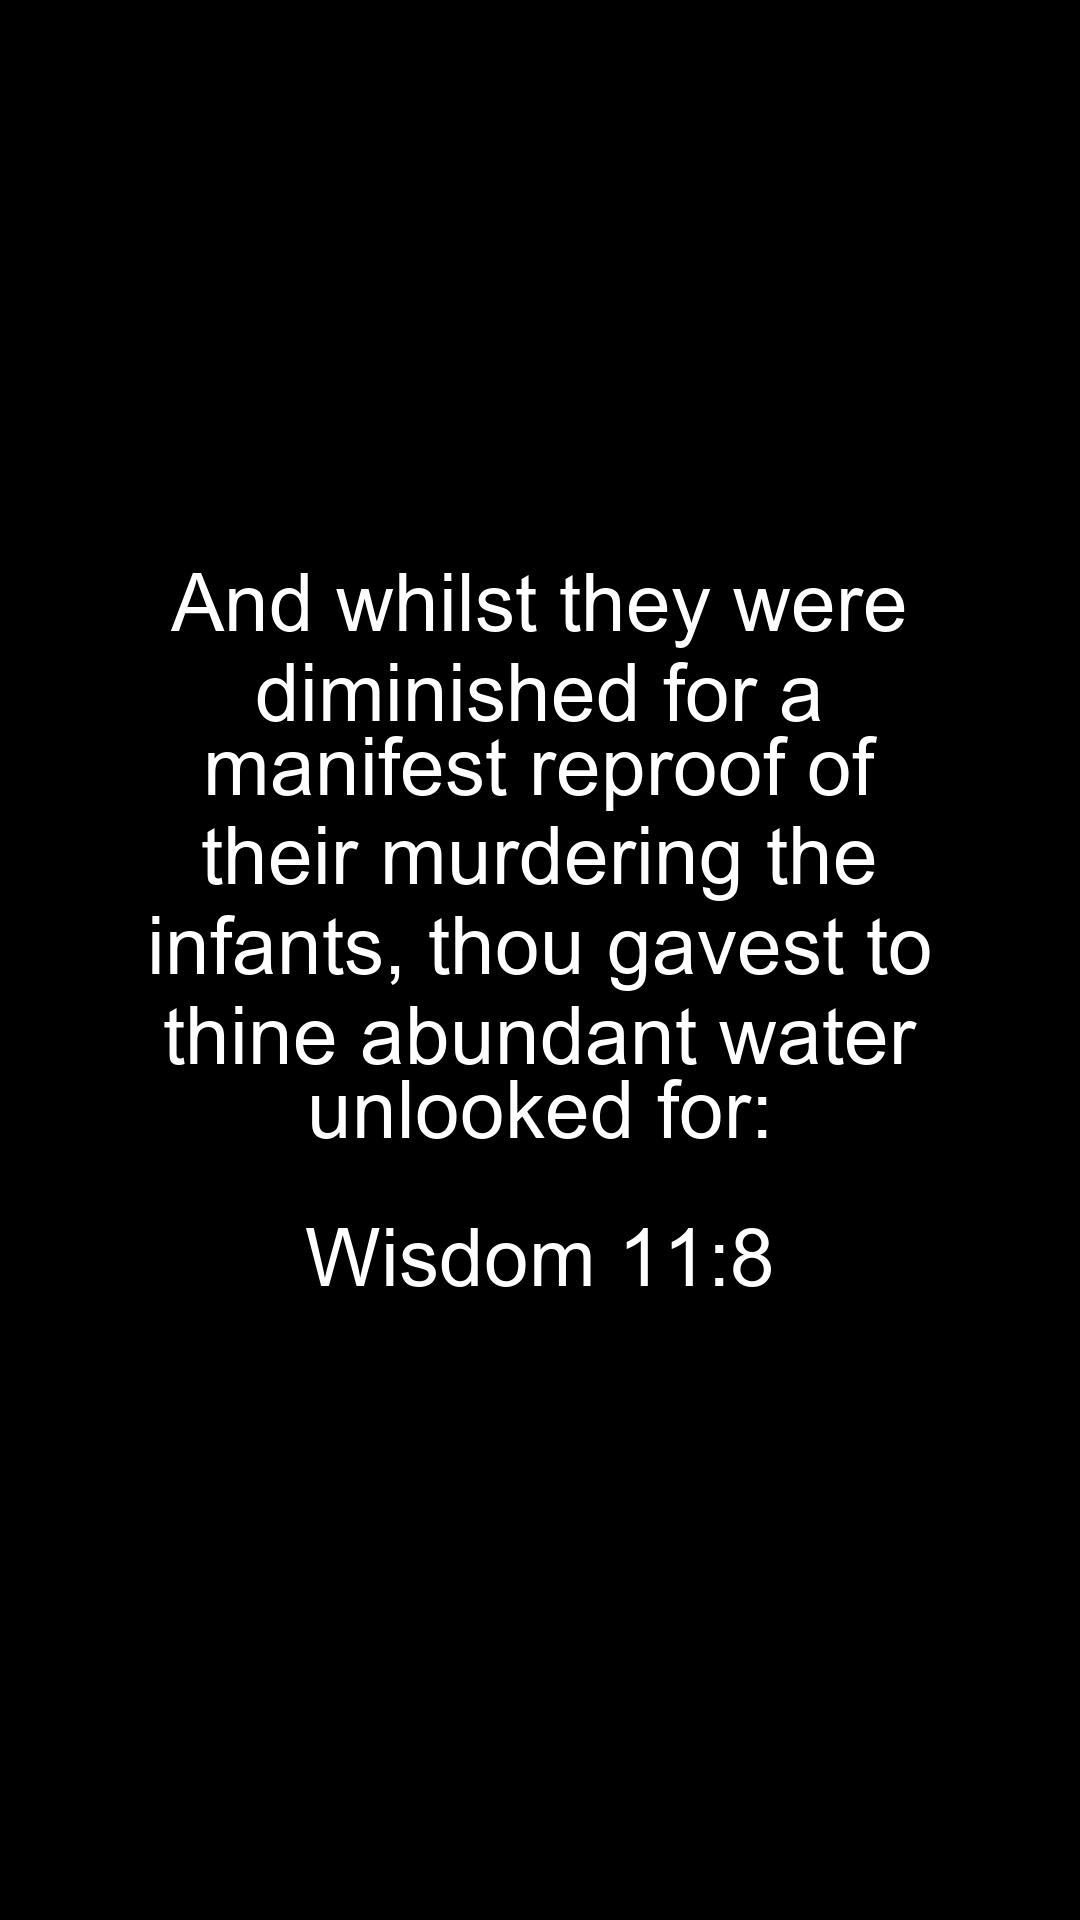 And whilst they were
diminished for a
manifest reproof of
their murdering the
infants, thou gavest to
thine abundant water
unlooked for:
Wisdom 11:8